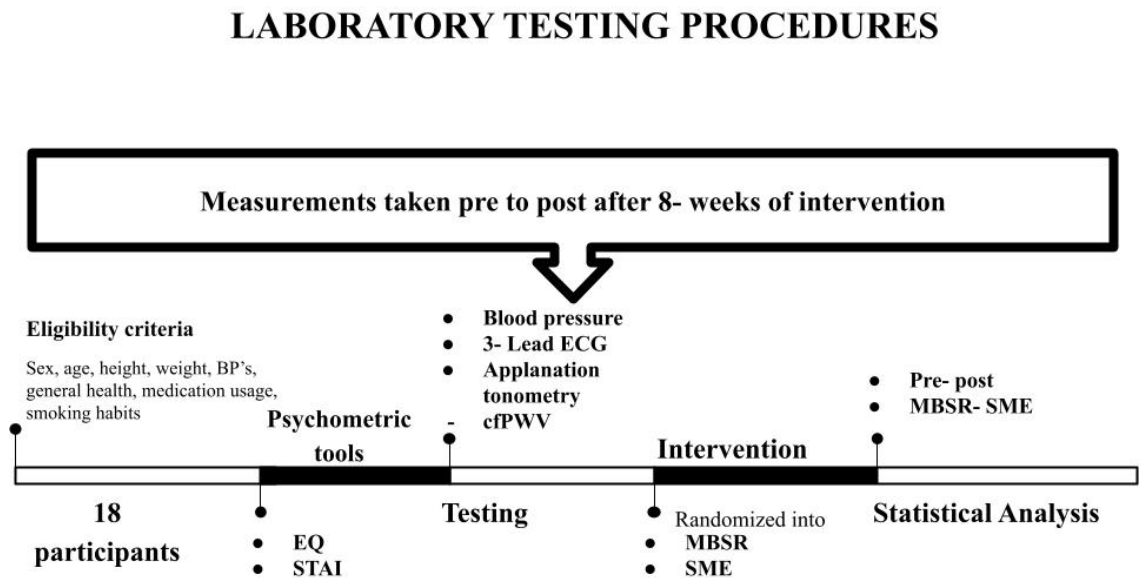 LABORATORY TESTING PROCEDURES
Measurements taken pre to post after 8- weeks of intervention
Eligibility criteria
Sex, age, height, weight, BP's,
general health, medication usage,
smoking habits
Psychometric
tools
● Blood pressure
● 3- Lead ECG
● Applanation
tonometry
- cfPWV
Intervention
● Pre- post
● MBSR- SME
18
participants
● EQ
● STAI
Testing
Randomized into
● MBSR
● SME
Statistical Analysis